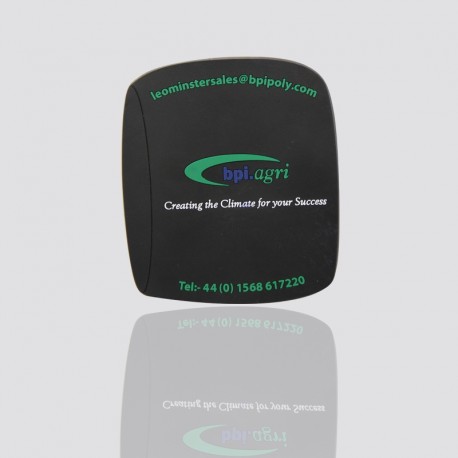 leominstersales@bpipoly.com
bpi.agri
Creating the Climate for your Success
Tel:- 44 (0) 1568 617220